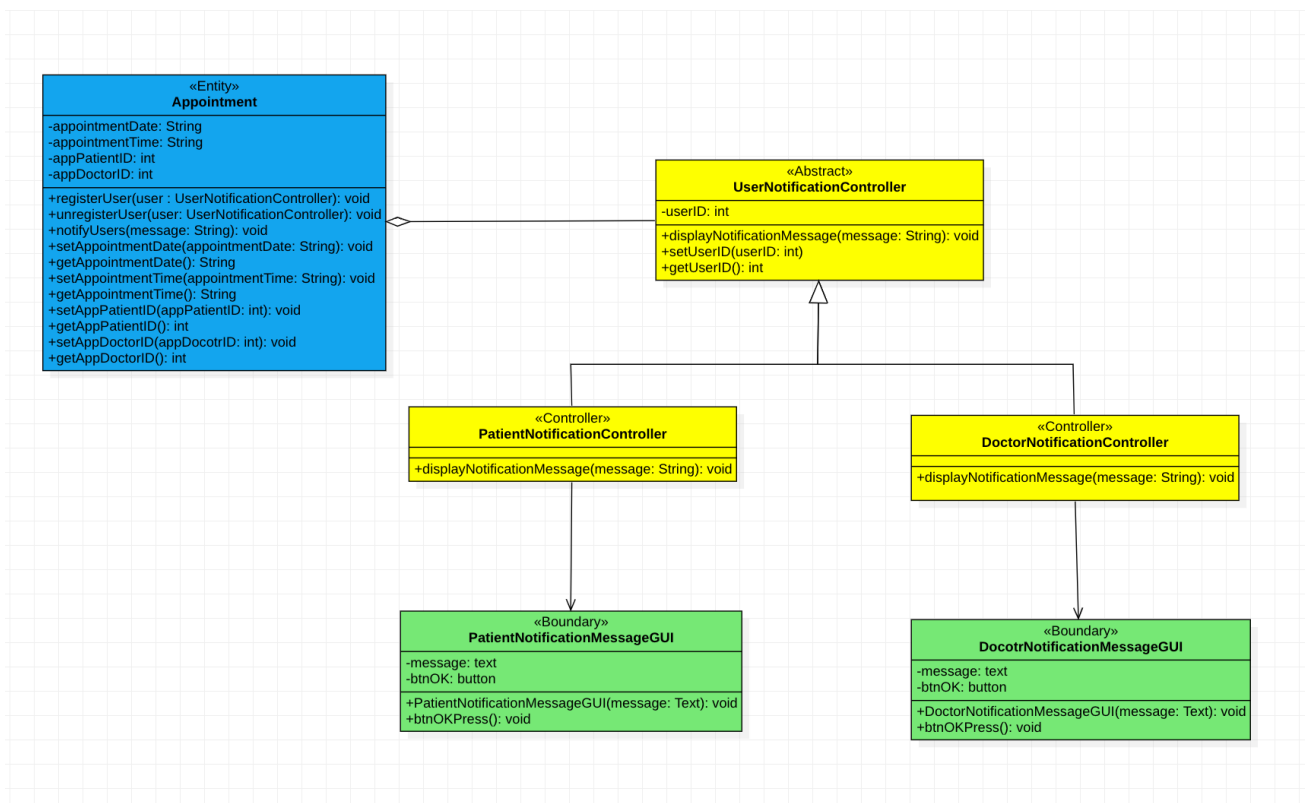 «Entity»
Appointment
-appointmentDate: String
-appointmentTime: String
-appPatientID: int
-appDoctorID: int
+registerUser(user : UserNotificationController): void
+unregisterUser(user: UserNotificationController): void
+notifyUsers(message: String): void
+setAppointmentDate(appointmentDate: String): void
+getAppointmentDate(): String
+setAppointmentTime(appointmentTime: String): void
+getAppointmentTime(): String
+setAppPatientID(appPatientID: int): void
+getAppPatientID(): int
+setAppDoctorID(appDocotrID: int): void
+getAppDoctorID(): int
«Abstract»
UserNotificationController
-userID: int
+displayNotificationMessage(message: String): void
+setUserID(userID: int)
+getUserID(): int
«Controller»
PatientNotificationController
+displayNotificationMessage(message: String): void
«Controller»
DoctorNotificationController
+displayNotificationMessage(message: String): void
«Boundary»
PatientNotificationMessageGUI
-message: text
-btnOK: button
+PatientNotificationMessageGUI(message: Text): void
+btnOKPress(): void
«Boundary»
DocotrNotificationMessageGUI
-message: text
-btnOK: button
+DoctorNotificationMessageGUI(message: Text): void
+btnOKPress(): void